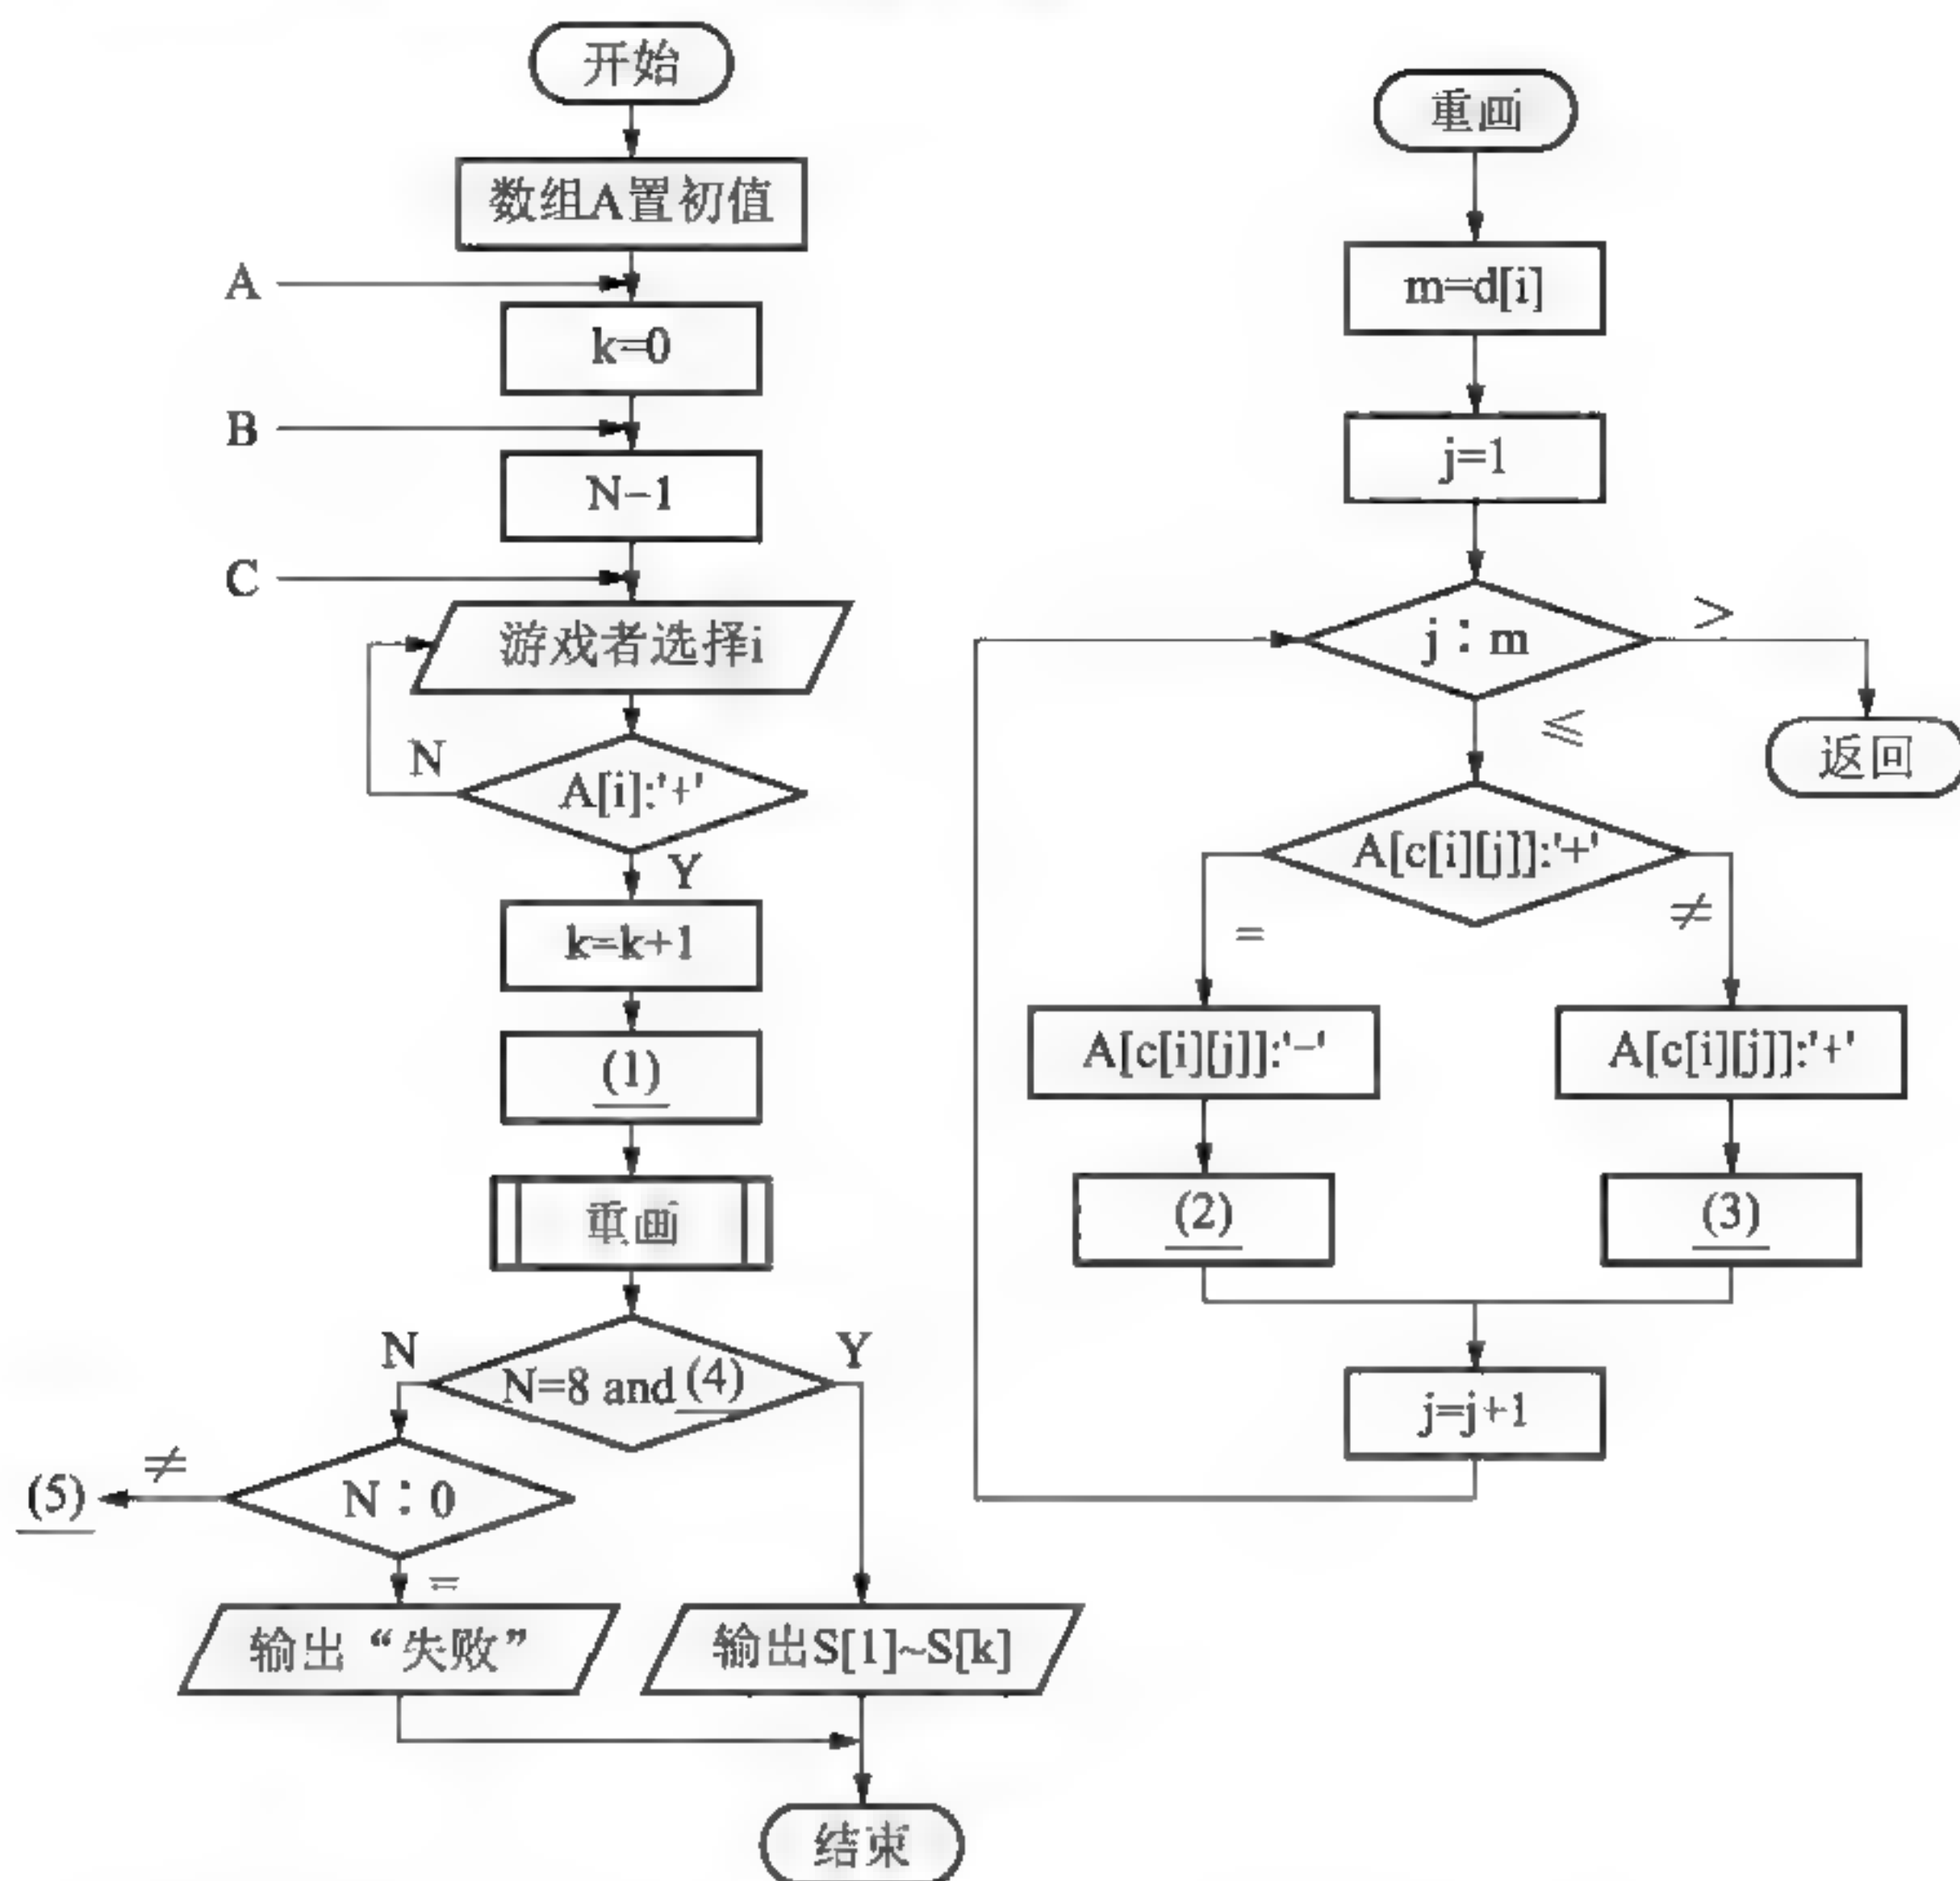 开始
数组A置初值
A
k=0
B
N-1
C
游戏者选择i
N
A[i]:'+'
Y
k=k+1
(1)
重画
N
Y
N=8 and (4)
≠
(5)
N:0
=
输出“失败”
输出S[1]~S[k]
结束
重画
m=d[i]
j=1
j:m
>
≤
返回
A[c[i][j]]:'+'
=
≠
A[c[i][j]]:'-'
A[c[i][j]]:'+'
(2)
(3)
j=j+1